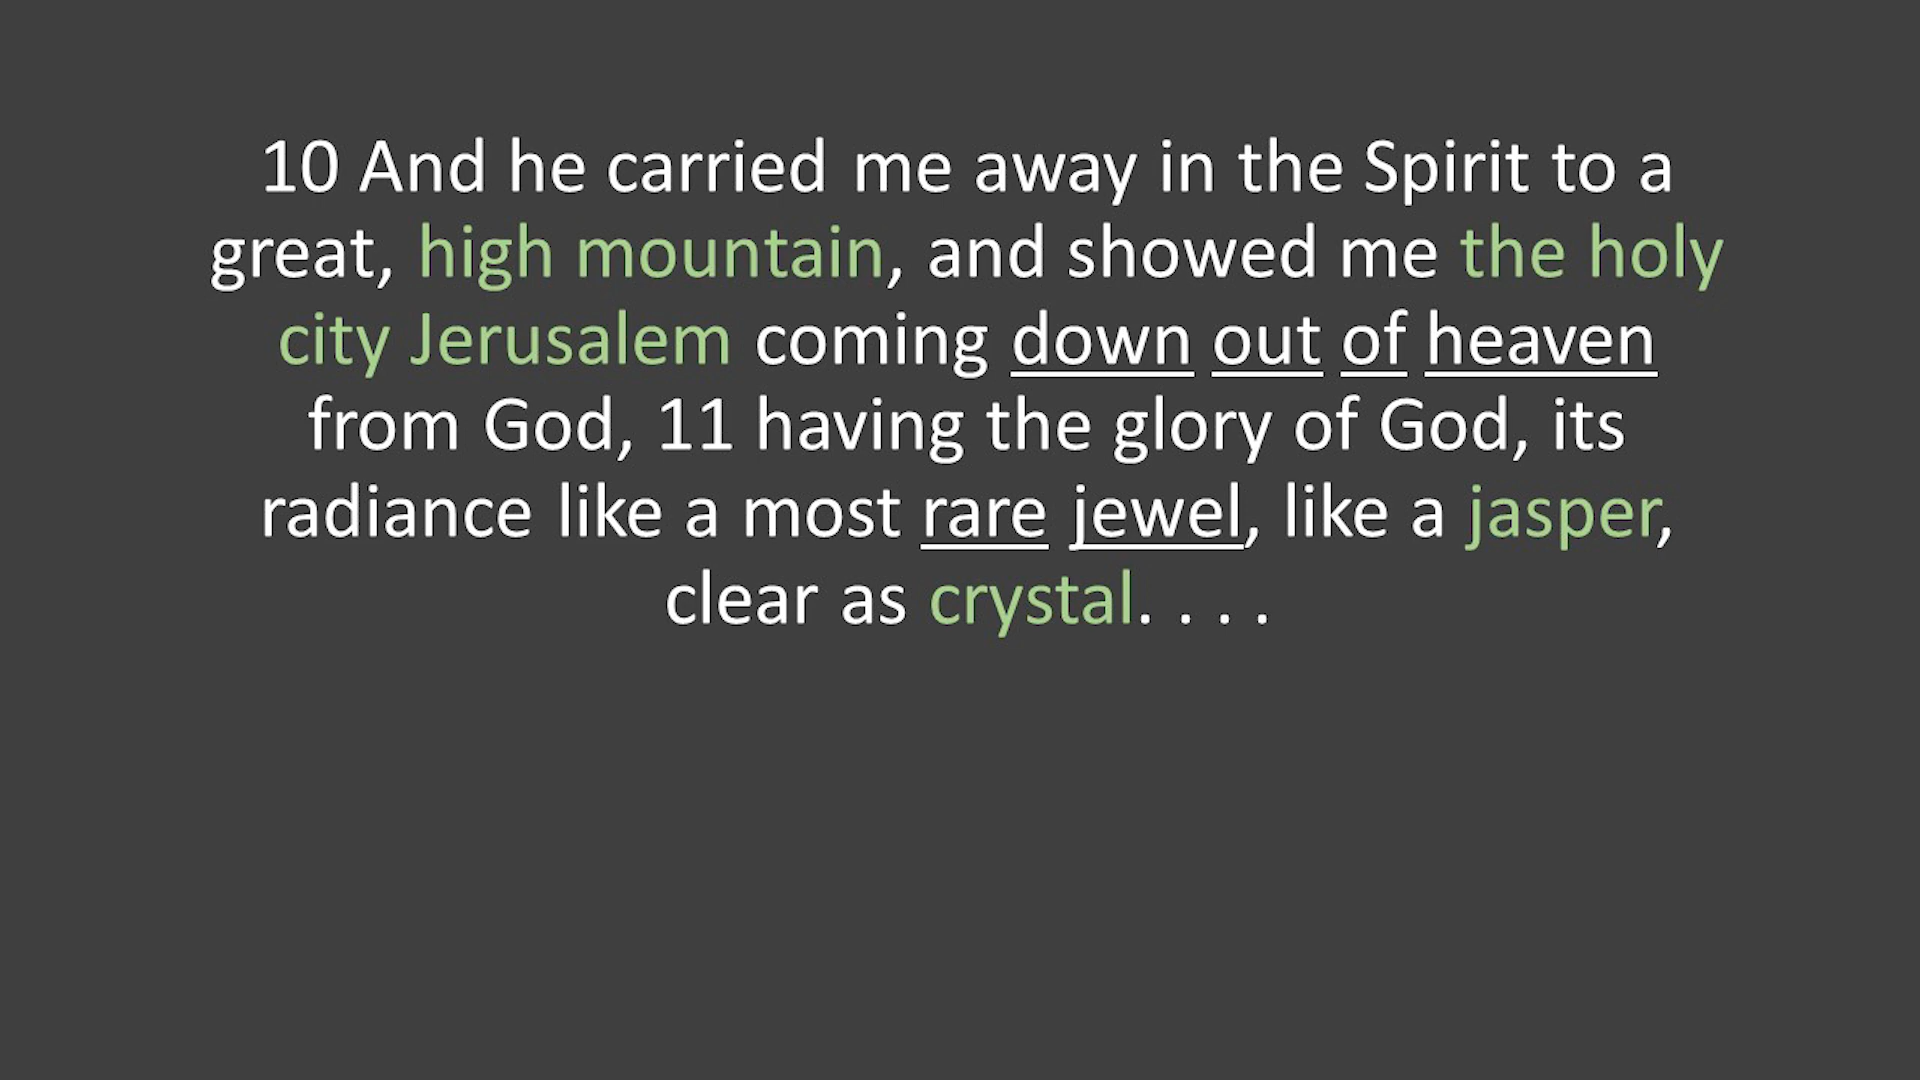 10 And he carried me away in the Spirit to a
great, high mountain, and showed me the holy
city Jerusalem coming down out of heaven
from God, 11 having the glory of God, its
radiance like a most rare jewel, like a jasper,
clear as crystal. . . .